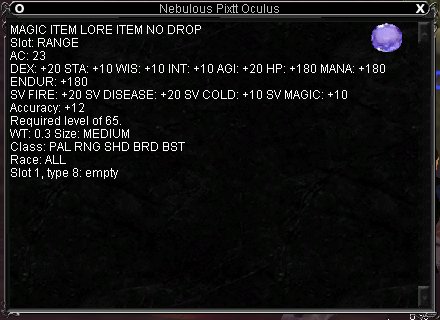 Nebulous Pixtt Oculus
MAGIC ITEM LORE ITEM NO DROP
Slot: RANGE
AC: 23
DEX: +20 STA: +10 WIS: +10 INT: +10 AGI: +20 HP: +180 MANA: +180
ENDUR: +180
SV FIRE: +20 SV DISEASE: +20 SV COLD: +10 SV MAGIC: +10
Accuracy: +12
Required level of 65.
WT: 0.3 Size: MEDIUM
Class: PAL RNG SHD BRD BST
Race: ALL
Slot 1, type 8: empty